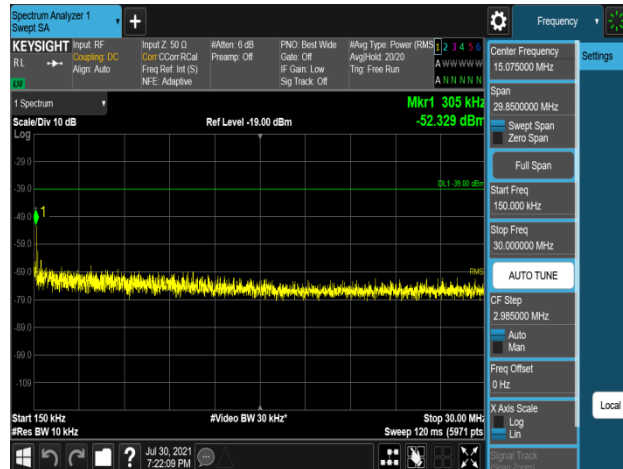 Spectrum Analyzer 1
Swept SA
+
Frequency
KEYSIGHT
RL
LXI
Input: RF
Coupling: DC
Align: Auto
Input Z: 50 Ω
Corr CCorr RCal
Freq Ref: Int (S)
NFE: Adaptive
#Atten: 6 dB
Preamp: Off
PNO: Best Wide
Gate: Off
IF Gain: Low
Sig Track: Off
#Avg Type: Power (RMS
Avg|Hold: 20/20
Trig: Free Run
1 2 3 4 5 6
A W W W W W
A N N N N N
Center Frequency
15.075000 MHz
Settings
Span
29.8500000 MHz
Swept Span
Zero Span
Full Span
Start Freq
150.000 kHz
Stop Freq
30.000000 MHz
AUTO TUNE
CF Step
2.985000 MHz
Auto
Man
Freq Offset
0 Hz
X Axis Scale
Log
Lin
Signal Track
(Span Zoom)
Local
1 Spectrum
Scale/Div 10 dB
Log
Ref Level -19.00 dBm
Mkr1 305 kHz
-52.329 dBm
-29.0
DL1 -39.00 dBm
-39.0
1
-49.0
-59.0
-69.0
RMS
-79.0
-89.0
-99.0
-109
Start 150 kHz
#Video BW 30 kHz*
Stop 30.00 MHz
#Res BW 10 kHz
Sweep 120 ms (5971 pts
?
Jul 30, 2021
7:22:09 PM